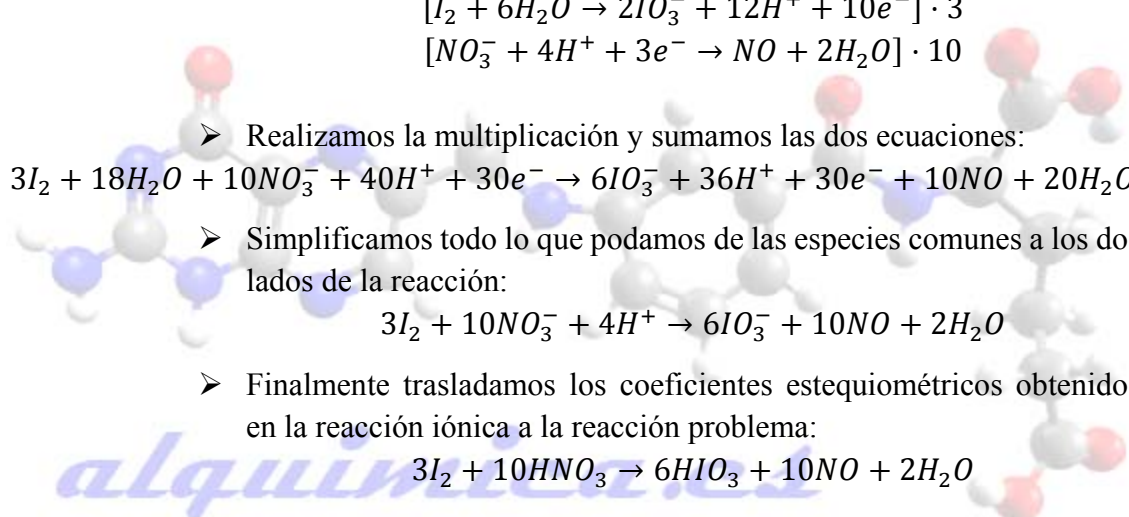 [I₂ + 6H₂O → 2IO₃⁻ + 12H⁺ + 10e⁻] · 3
[NO₃⁻ + 4H⁺ + 3e⁻ → NO + 2H₂O] · 10
➢ Realizamos la multiplicación y sumamos las dos ecuaciones:
3I₂ + 18H₂O + 10NO₃⁻ + 40H⁺ + 30e⁻ → 6IO₃⁻ + 36H⁺ + 30e⁻ + 10NO + 20H₂O
➢ Simplificamos todo lo que podamos de las especies comunes a los do
lados de la reacción:
3I₂ + 10NO₃⁻ + 4H⁺ → 6IO₃⁻ + 10NO + 2H₂O
➢ Finalmente trasladamos los coeficientes estequiométricos obtenido
en la reacción iónica a la reacción problema:
3I₂ + 10HNO₃ → 6HIO₃ + 10NO + 2H₂O
alquimica.es